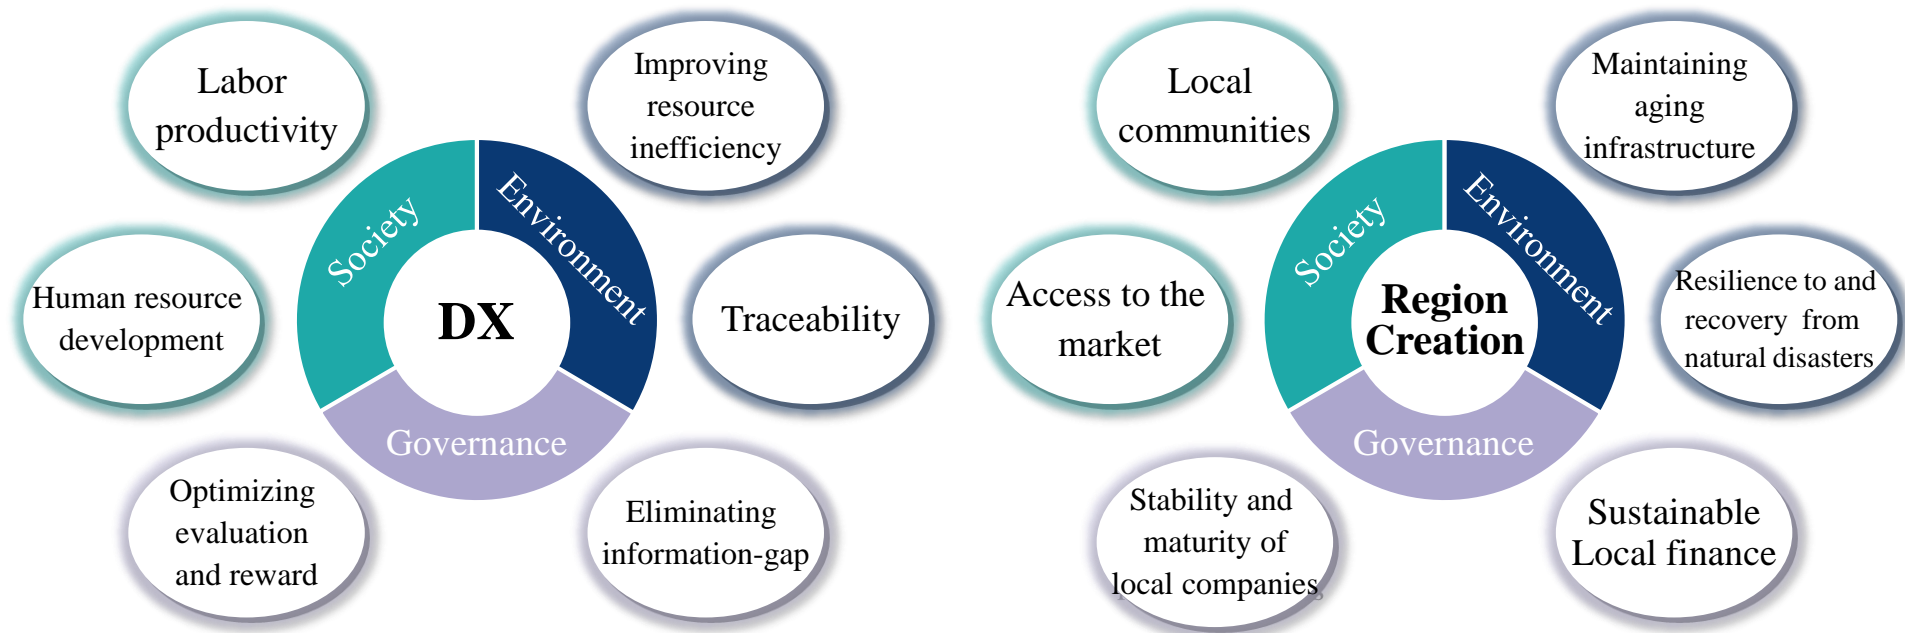 Labor
productivity
Improving
resource
inefficiency
Society
Environment
Human resource
development
DX
Traceability
Governance
Optimizing
evaluation
and reward
Eliminating
information-gap
Local
communities
Maintaining
aging
infrastructure
Society
Environment
Access to the
market
Region
Creation
Resilience to and
recovery from
natural disasters
Governance
Stability and
maturity of
local companies
Sustainable
Local finance